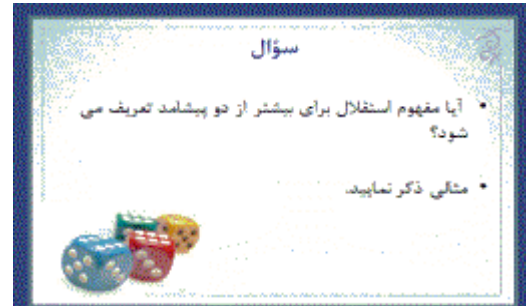 سؤال
• آیا مفهوم استقلال برای بیشتر از دو پیشامد تعریف می
شود؟
• مثالی ذکر نمایید.